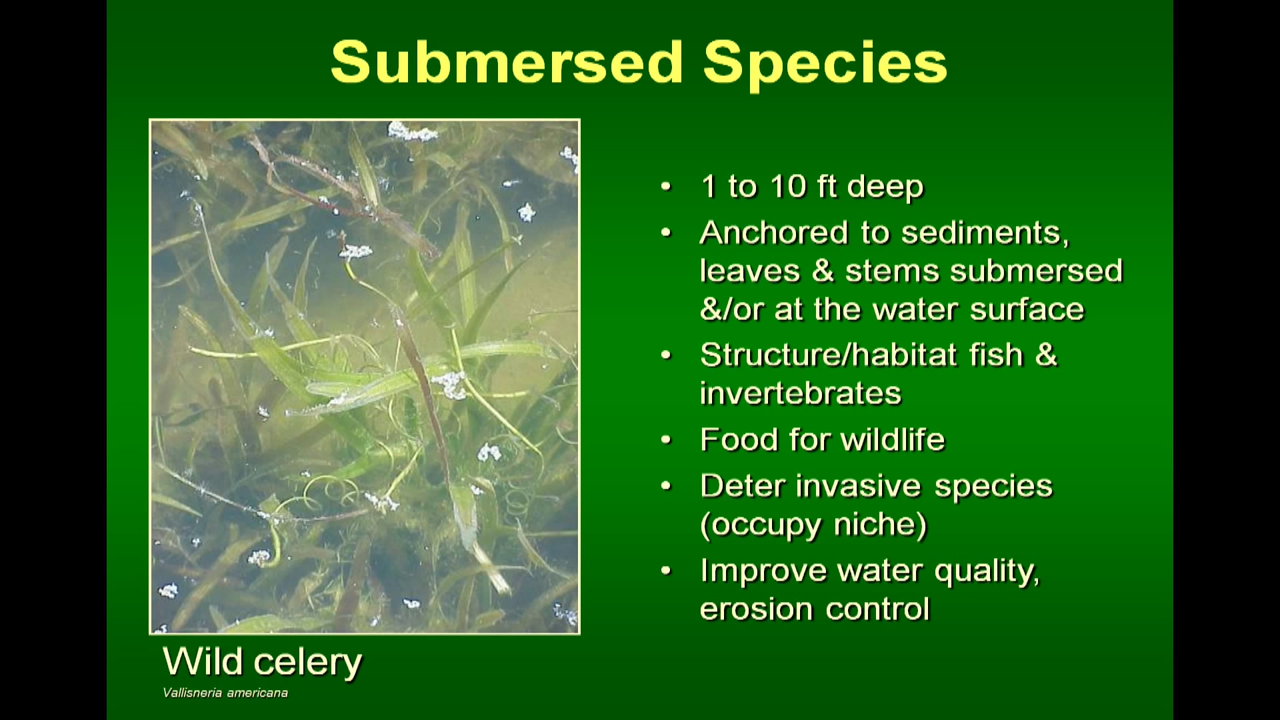 Submersed Species
• 1 to 10 ft deep
• Anchored to sediments,
leaves & stems submersed
&/or at the water surface
• Structure/habitat fish &
invertebrates
• Food for wildlife
• Deter invasive species
(occupy niche)
• Improve water quality,
erosion control
Wild celery
Vallisneria americana